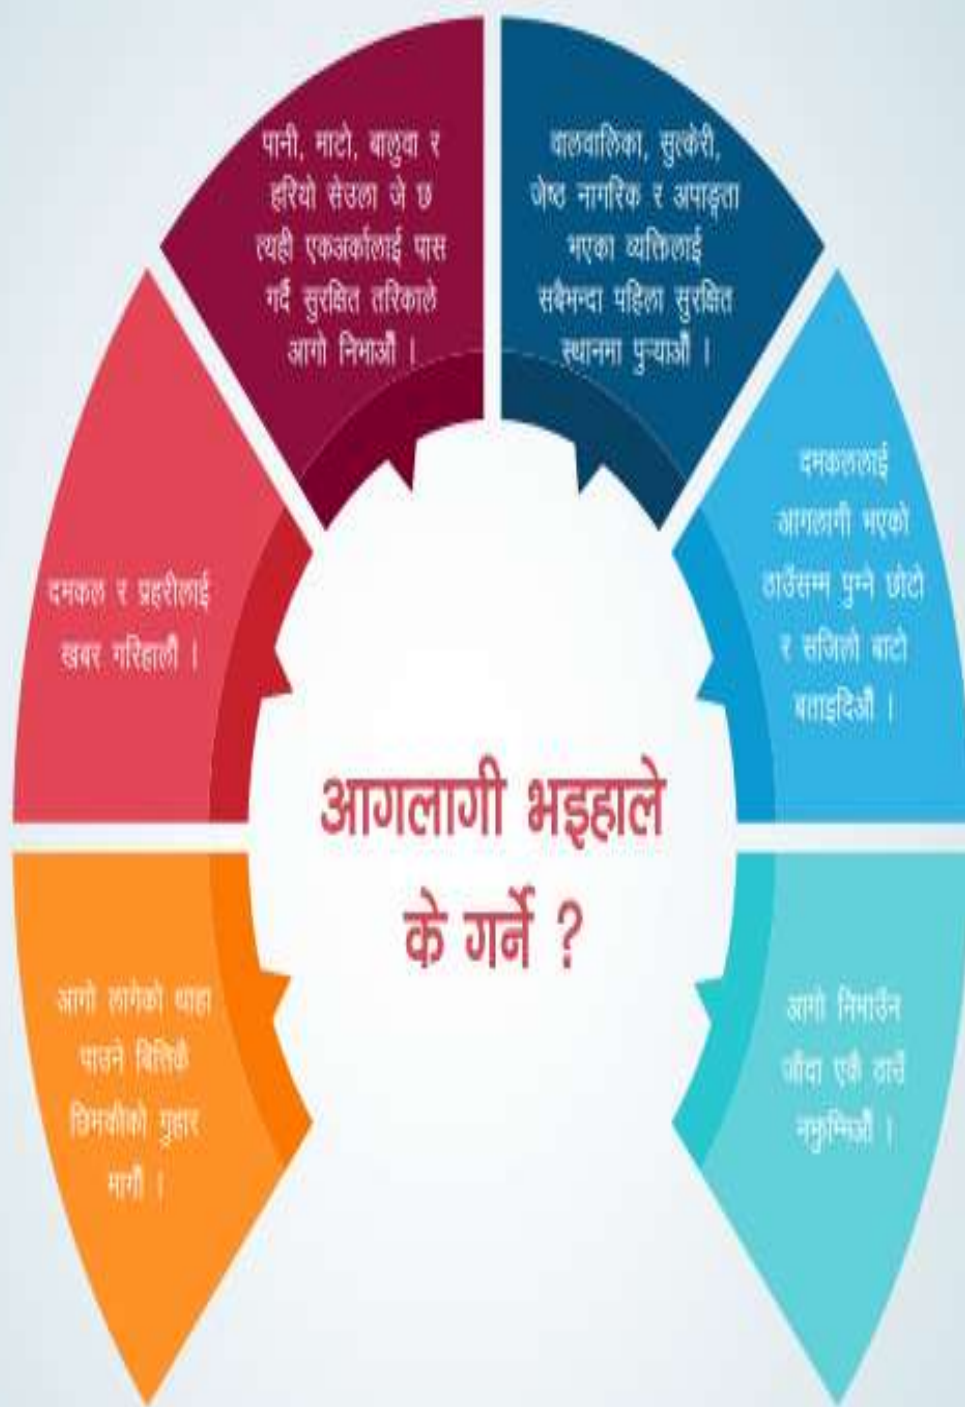 आगलागी भइहाले
के गर्ने ?
आगो लागेको थाहा
पाउने बित्तिकै
छिमेकीको गुहार
मागौं ।
दमकल र प्रहरीलाई
खबर गरिहालौं ।
पानी, माटो, बालुवा र
हरियो सेउला जे छ
त्यही एकअर्कालाई पास
गर्दै सुरक्षित तरिकाले
आगो निभाऔं ।
वालवालिका, सुत्केरी,
जेष्ठ नागरिक र अपाङ्गता
भएका व्यक्तिलाई
सबैभन्दा पहिला सुरक्षित
स्थानमा पुऱ्याऔं ।
दमकललाई
आगलागी भएको
ठाउँसम्म पुग्ने छोटो
र सजिलो बाटो
बताइदिऔं ।
आगो निभाउँन
जाँदा एकै ठाउँ
नझुम्मिऔं ।